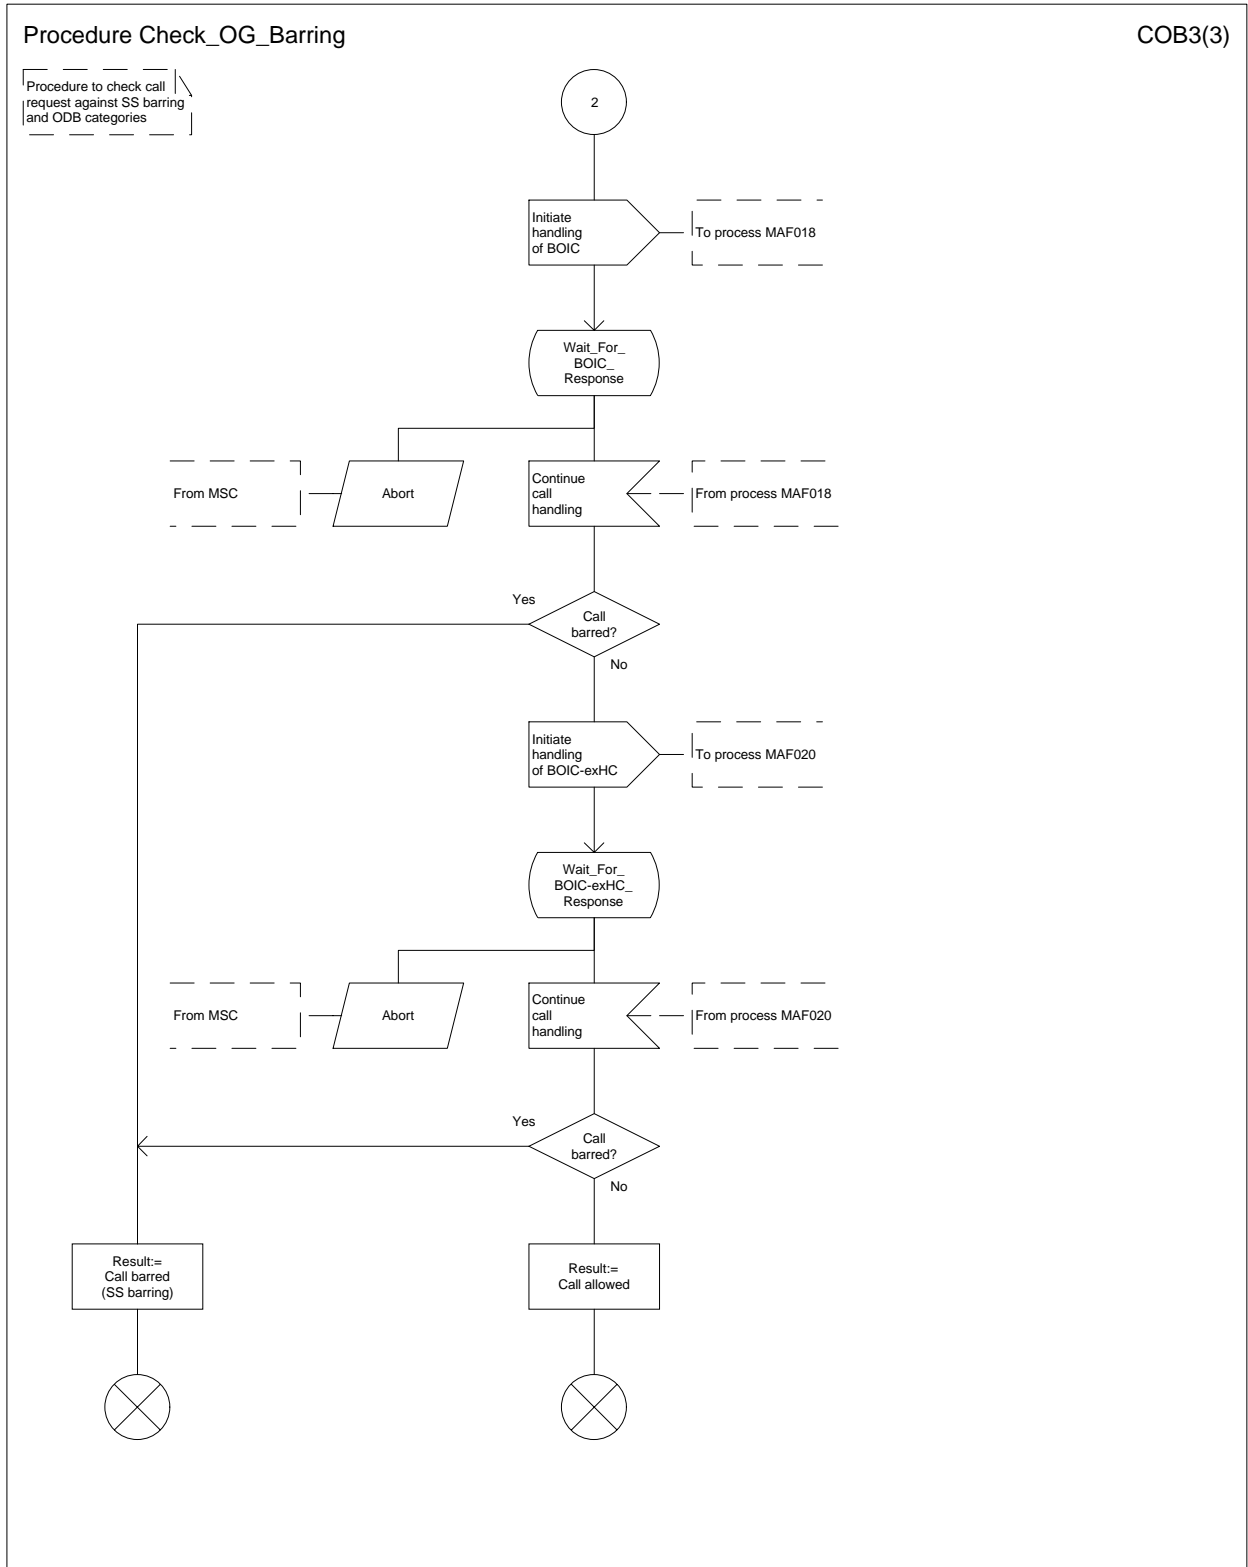 Procedure Check_OG_Barring
COB3(3)
Procedure to check call
request against SS barring
and ODB categories
2
Initiate
handling
of BOIC
To process MAF018
Wait_For_
BOIC_
Response
From MSC
Abort
Continue
call
handling
From process MAF018
Yes
Call
barred?
No
Initiate
handling
of BOIC-exHC
To process MAF020
Wait_For_
BOIC-exHC_
Response
From MSC
Abort
Continue
call
handling
From process MAF020
Yes
Call
barred?
No
Result:=
Call barred
(SS barring)
Result:=
Call allowed